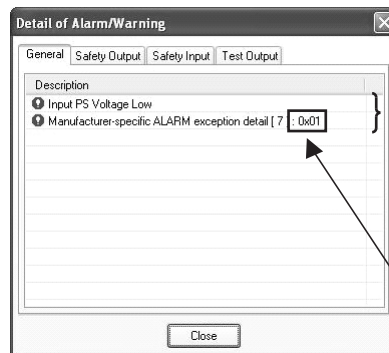 Detail of Alarm/Warning
General Safety Output Safety Input Test Output
Description
Input PS Voltage Low
Manufacturer-specific ALARM exception detail [ 7 : 0x01
Close